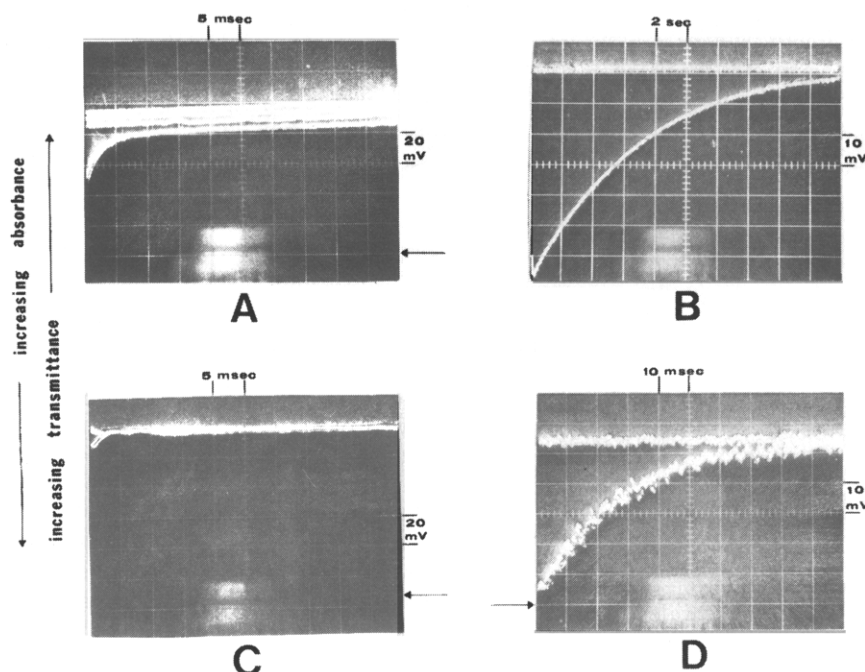 5 msec
20
mV
A
2 sec
10
mV
B
increasing absorbance
increasing transmittance
5 msec
20
mV
C
10 msec
10
mV
D